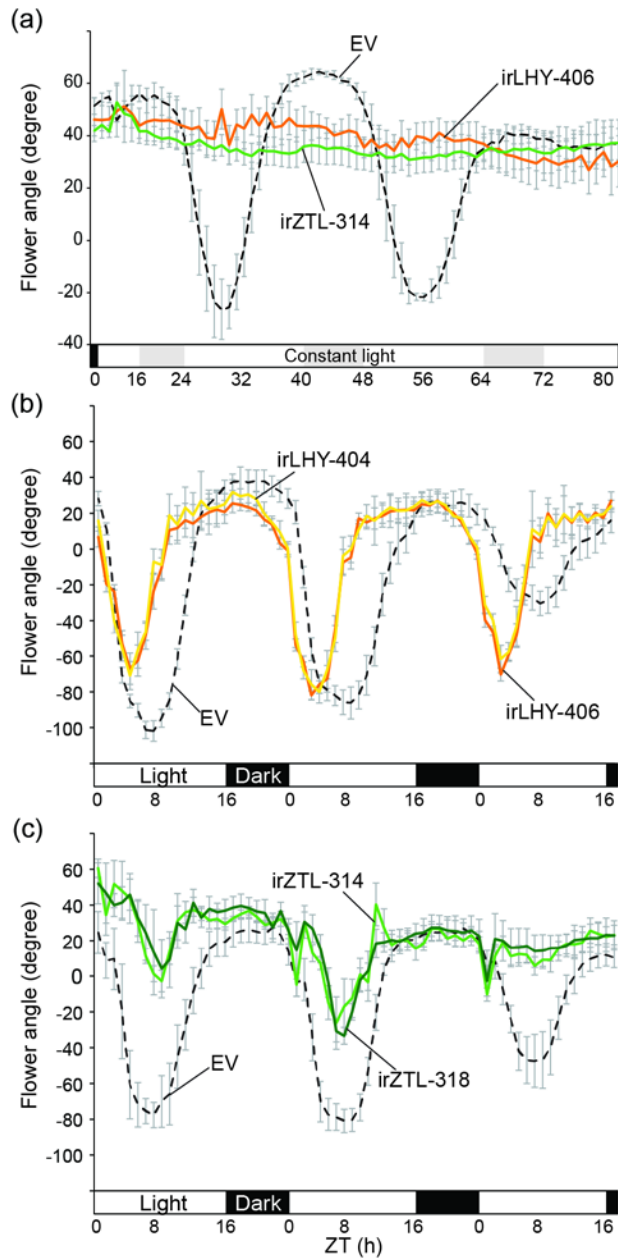 (a)
EV
irLHY-406
irZTL-314
Flower angle (degree)
60
40
20
0
-20
-40
Constant light
0 16 24 32 40 48 56 64 72 80
(b)
irLHY-404
EV
irLHY-406
Flower angle (degree)
60
40
20
0
-20
-40
-60
-80
-100
Light Dark
0 8 16 0 8 16 0 8 16
(c)
irZTL-314
irZTL-318
EV
Flower angle (degree)
60
40
20
0
-20
-40
-60
-80
-100
Light Dark
0 8 16 0 8 16 0 8 16
ZT (h)